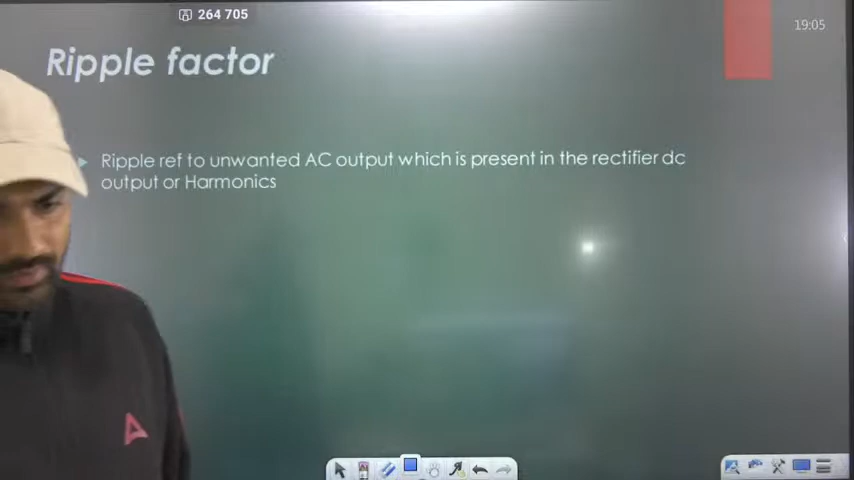 264 705
19:05
Ripple factor
Ripple ref to unwanted AC output which is present in the rectifier dc
output or Harmonics